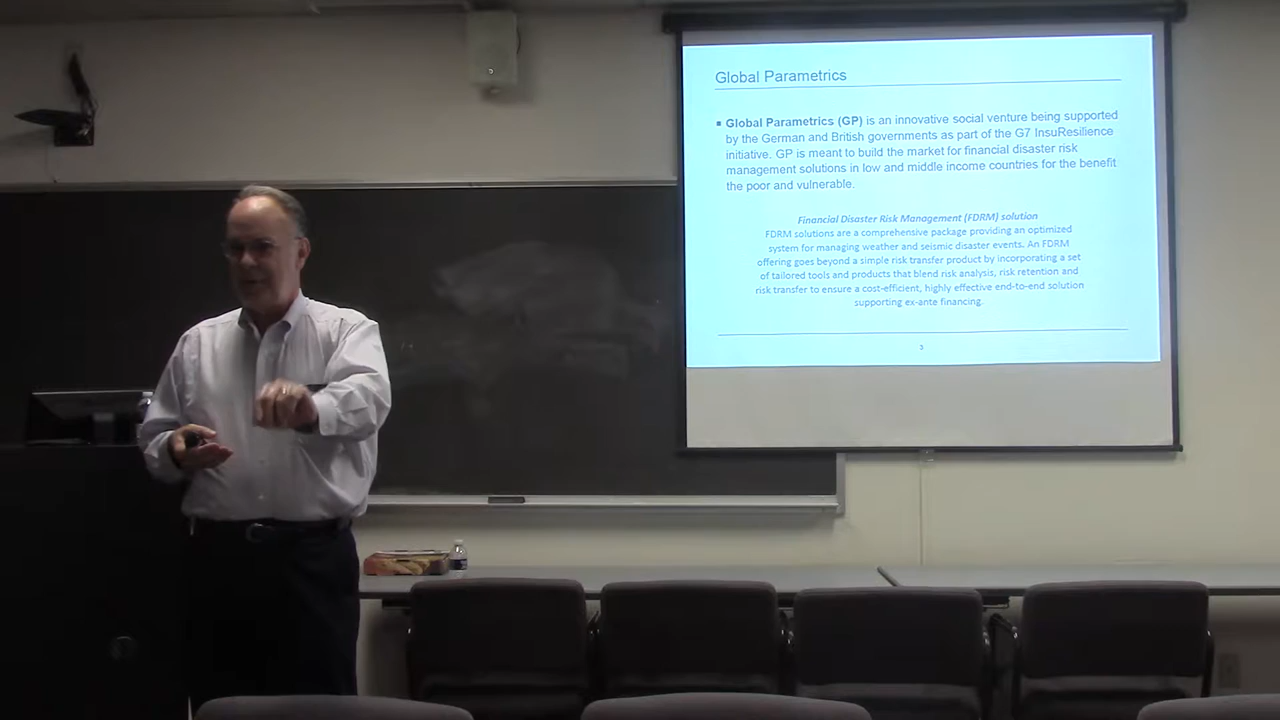 Global Parametrics
▪ Global Parametrics (GP) is an innovative social venture being supported
by the German and British governments as part of the G7 InsuResilience
initiative. GP is meant to build the market for financial disaster risk
management solutions in low and middle income countries for the benefit
the poor and vulnerable.
Financial Disaster Risk Management (FDRM) solution
FDRM solutions are a comprehensive package providing an optimized
system for managing weather and seismic disaster events. An FDRM
offering goes beyond a simple risk transfer product by incorporating a set
of tailored tools and products that blend risk analysis, risk retention and
risk transfer to ensure a cost-efficient, highly effective end-to-end solution
supporting ex-ante financing.
3